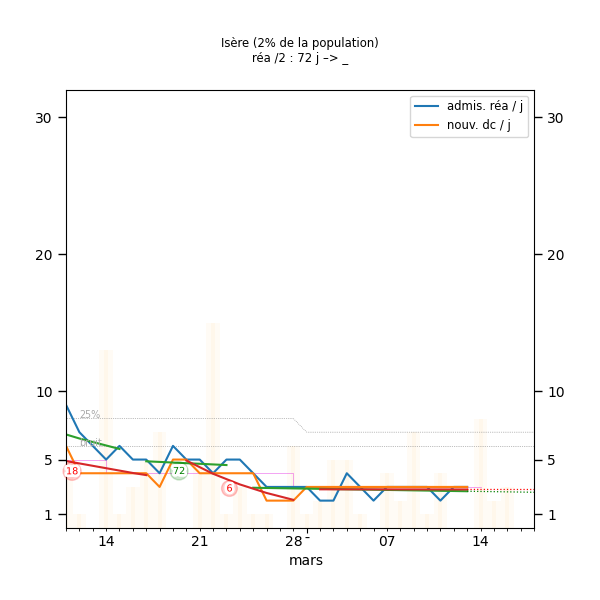 Isère (2% de la population)
réa /2 : 72 j –> _
admis. réa / j
nouv. dc / j
30 30
20 20
10 10
25%
bruit
5 5
18 72
6
1 1
14 21 28 07 14
mars